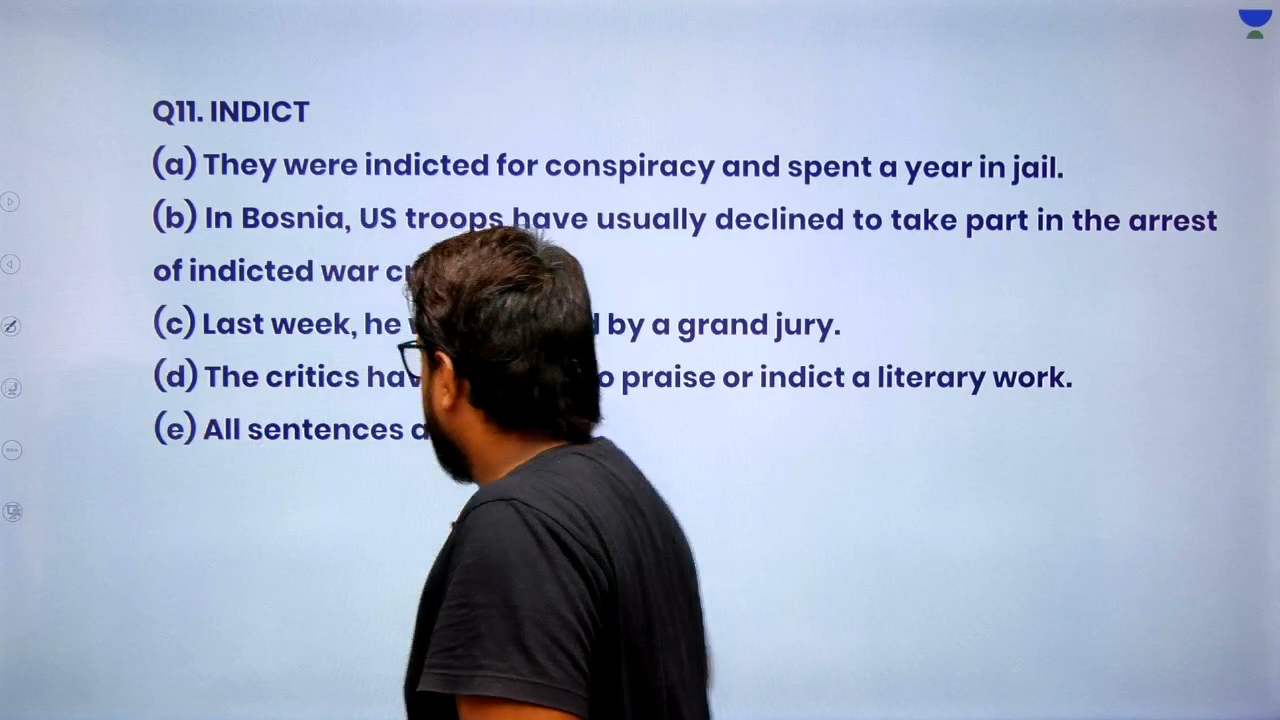 Q11. INDICT
(a) They were indicted for conspiracy and spent a year in jail.
(b) In Bosnia, US troops have usually declined to take part in the arrest
of indicted war
(c) Last week, he by a grand jury.
(d) The critics praise or indict a literary work.
(e) All sentences